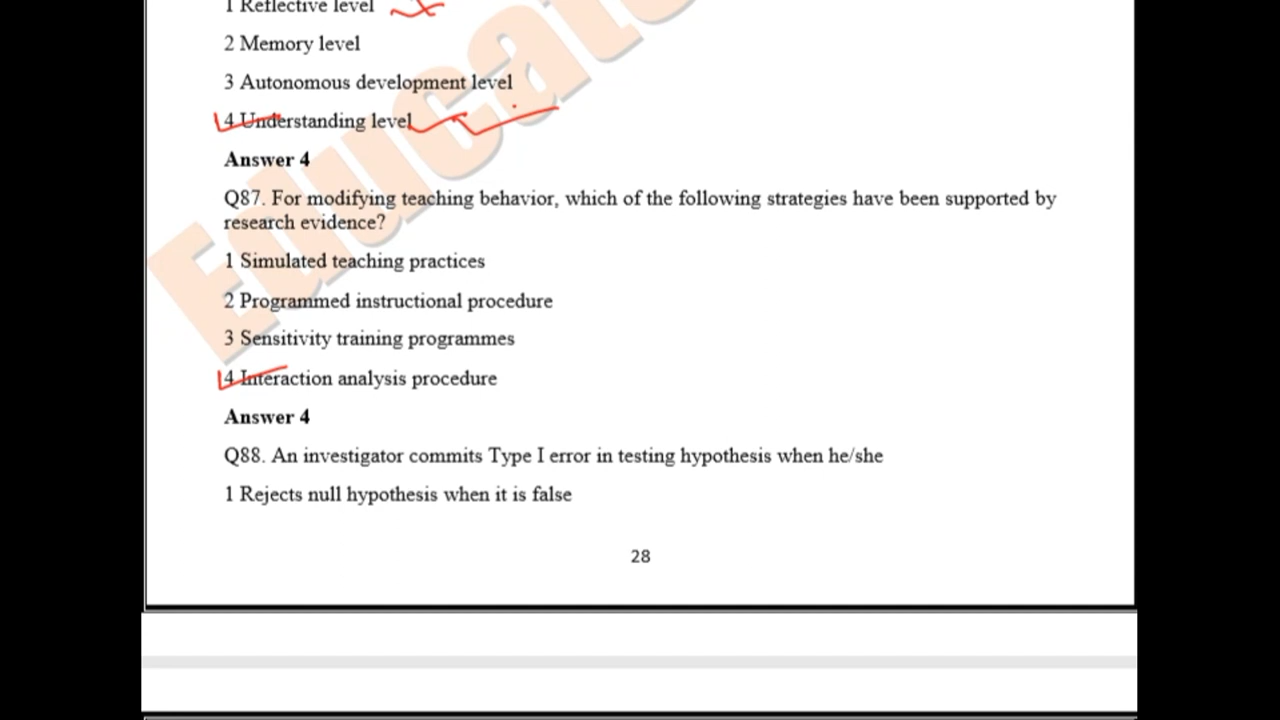 1 Reflective level
2 Memory level
3 Autonomous development level
4 Understanding level
Answer 4
Q87. For modifying teaching behavior, which of the following strategies have been supported by
research evidence?
1 Simulated teaching practices
2 Programmed instructional procedure
3 Sensitivity training programmes
4 Interaction analysis procedure
Answer 4
Q88. An investigator commits Type I error in testing hypothesis when he/she
1 Rejects null hypothesis when it is false
28
Educat